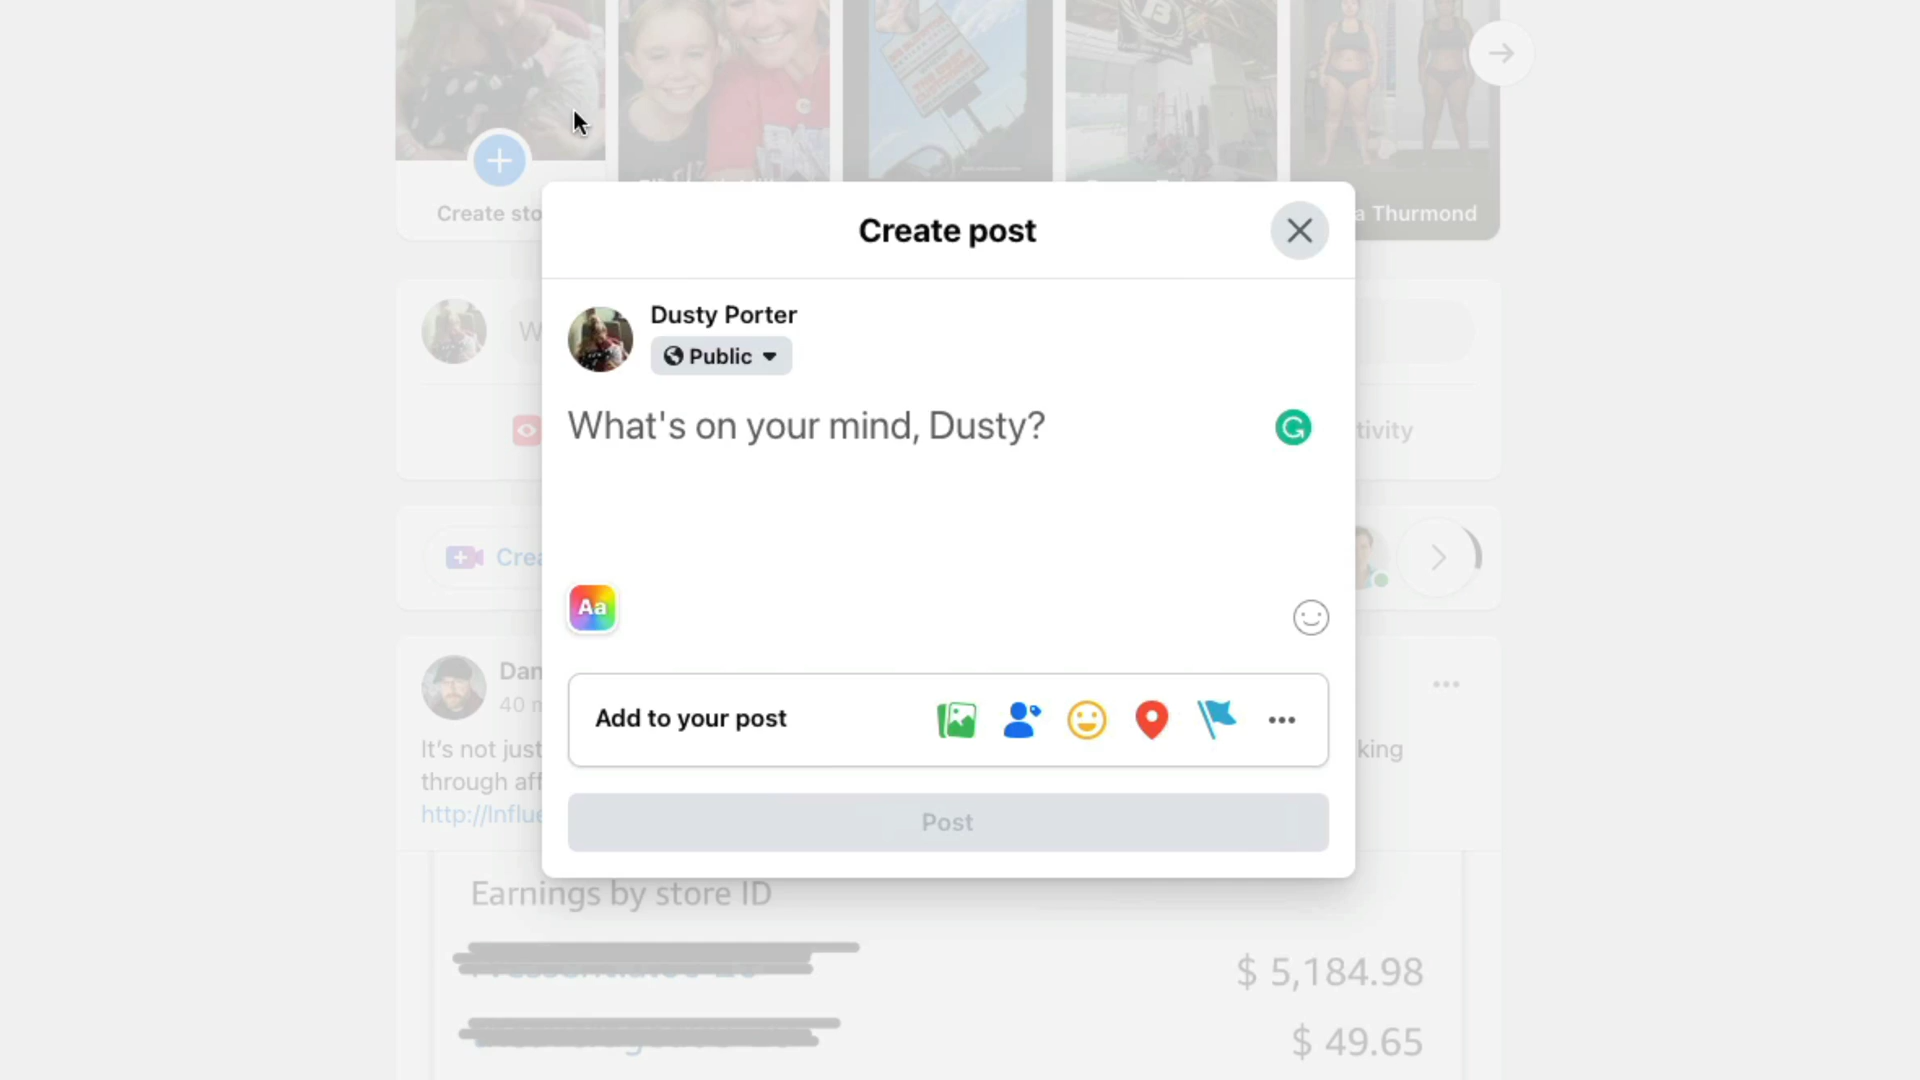 Create sto
a Thurmond
Create post
Dusty Porter
Public
What's on your mind, Dusty?
tivity
Crea
Aa
Dan
40 m
It's not just
king
through aff
http://Influe
Add to your post
Post
Earnings by store ID
$ 5,184.98
$ 49.65